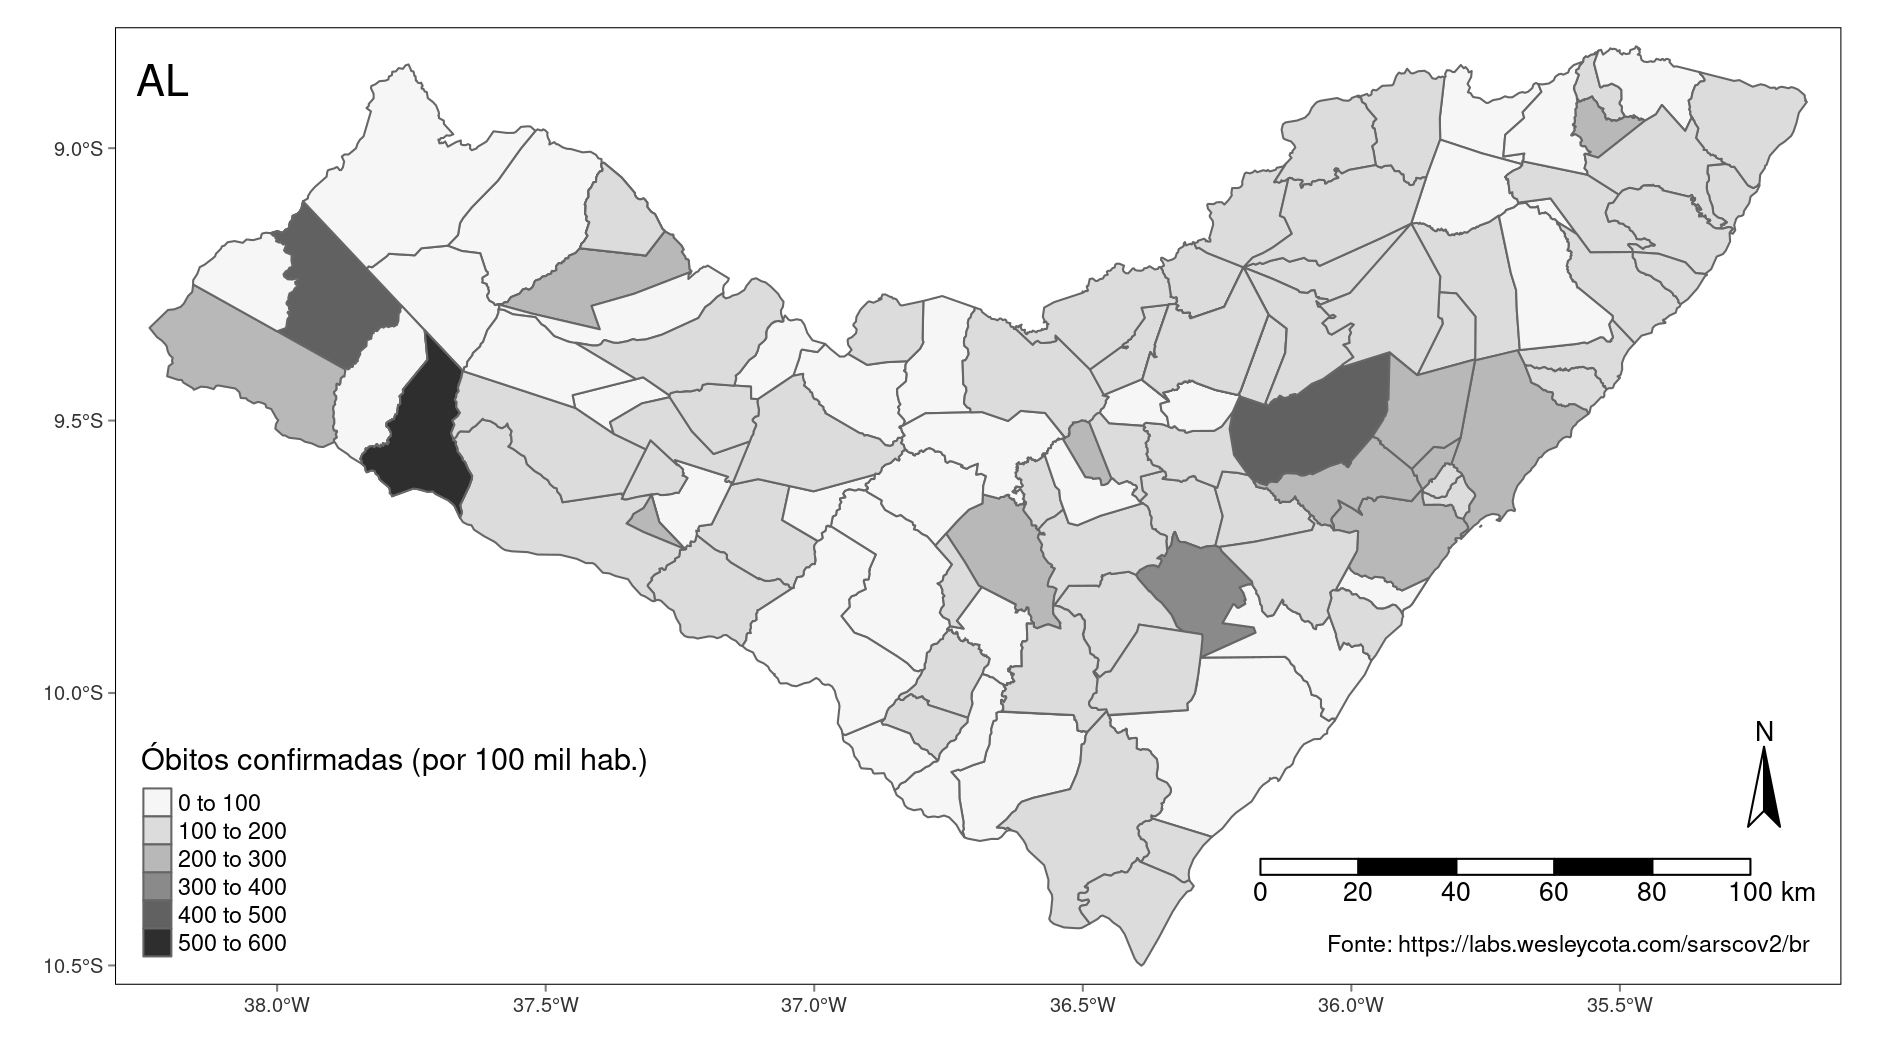 AL
9.0°S
9.5°S
10.0°S
10.5°S
Óbitos confirmadas (por 100 mil hab.)
0 to 100
100 to 200
200 to 300
300 to 400
400 to 500
500 to 600
N
0 20 40 60 80 100 km
Fonte: https://labs.wesleycota.com/sarscov2/br
38.0°W 37.5°W 37.0°W 36.5°W 36.0°W 35.5°W